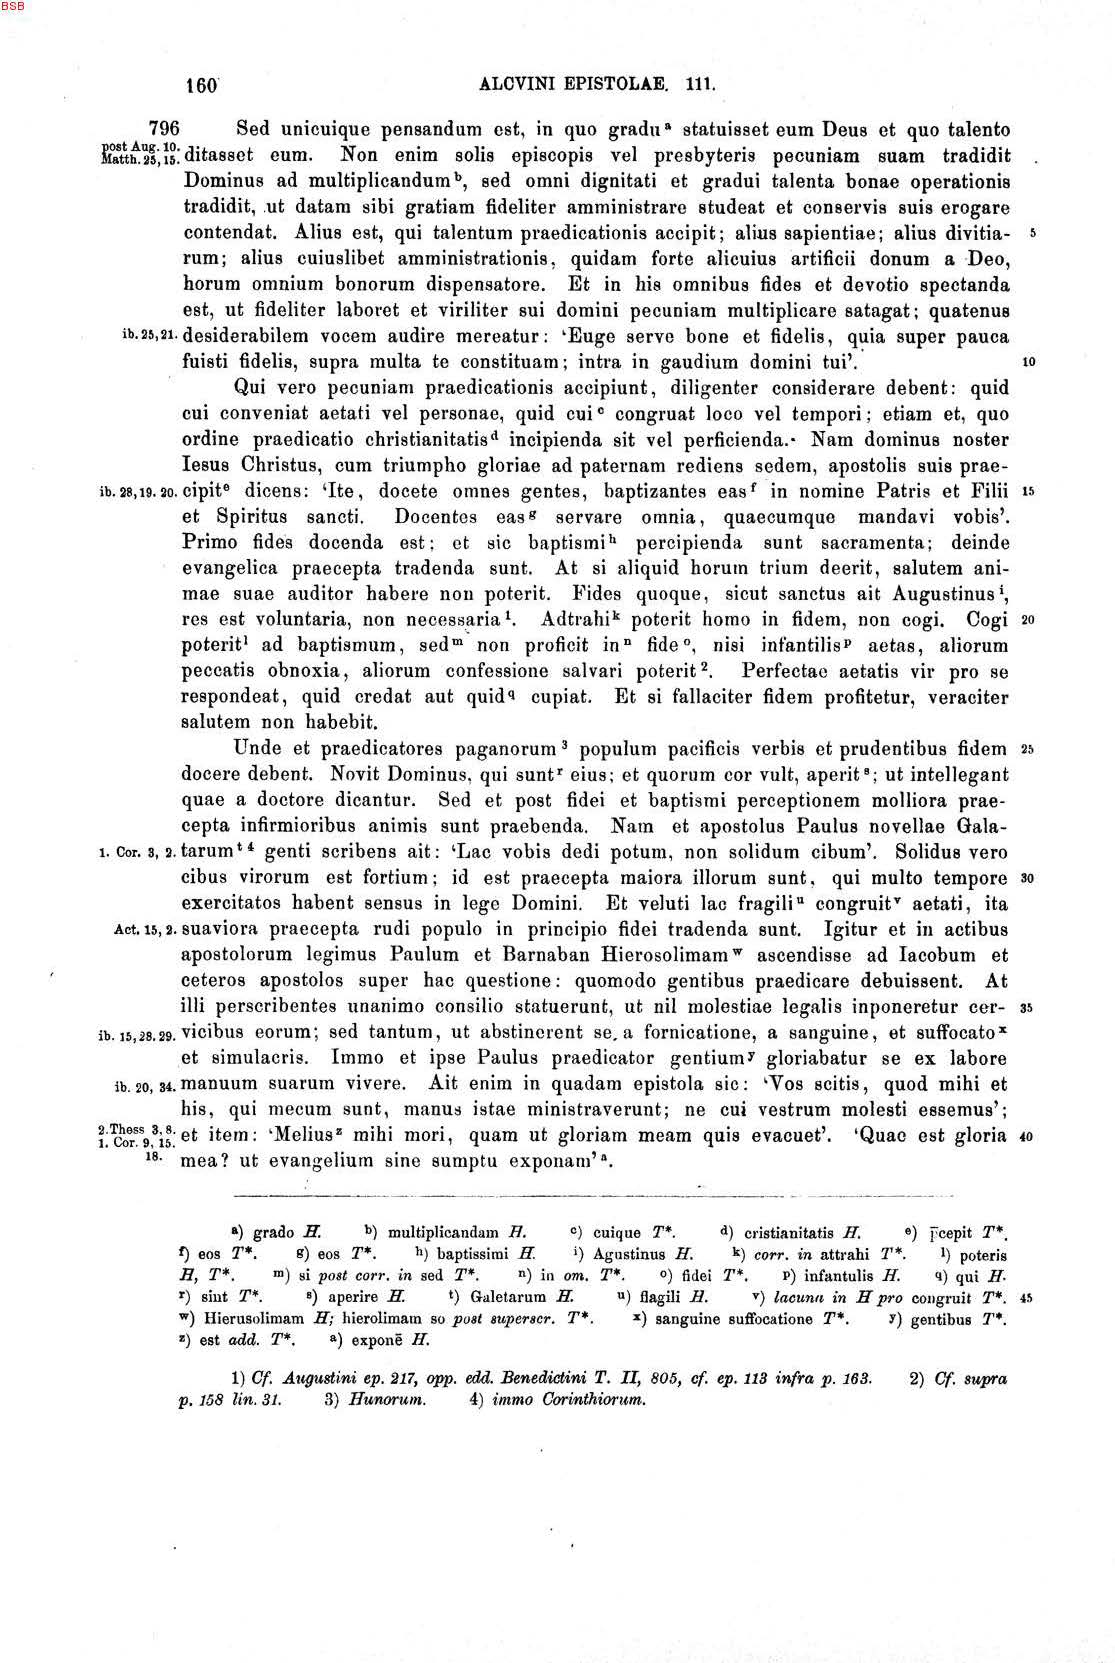 BSB
160 ALCVINI EPISTOLAE. 111.
796 Sed unicuique pensandum est, in quo gradu ᵃ statuisset eum Deus et quo talento
post Aug. 10.
Matth. 25, 15. ditasset eum. Non enim solis episcopis vel presbyteris pecuniam suam tradidit
Dominus ad multiplicandum ᵇ, sed omni dignitati et gradui talenta bonae operationis
tradidit, ut datam sibi gratiam fideliter amministrare studeat et conservis suis erogare
contendat. Alius est, qui talentum praedicationis accipit; alius sapientiae; alius divitia- 5
rum; alius cuiuslibet amministrationis, quidam forte alicuius artificii donum a Deo,
horum omnium bonorum dispensatore. Et in his omnibus fides et devotio spectanda
est, ut fideliter laboret et viriliter sui domini pecuniam multiplicare satagat; quatenus
ib. 25, 21. desiderabilem vocem audire mereatur: ‘Euge serve bone et fidelis, quia super pauca
fuisti fidelis, supra multa te constituam; intra in gaudium domini tui’. 10
Qui vero pecuniam praedicationis accipiunt, diligenter considerare debent: quid
cui conveniat aetati vel personae, quid cui ᶜ congruat loco vel tempori; etiam et, quo
ordine praedicatio christianitatis ᵈ incipienda sit vel perficienda. Nam dominus noster
Iesus Christus, cum triumpho gloriae ad paternam rediens sedem, apostolis suis prae-
ib. 28, 19. 20. cipit ᵉ dicens: ‘Ite, docete omnes gentes, baptizantes eas ᶠ in nomine Patris et Filii 15
et Spiritus sancti. Docentes eas ᵍ servare omnia, quaecumque mandavi vobis’.
Primo fides docenda est; et sic baptismi ʰ percipienda sunt sacramenta; deinde
evangelica praecepta tradenda sunt. At si aliquid horum trium deerit, salutem ani-
mae suae auditor habere non poterit. Fides quoque, sicut sanctus ait Augustinus ⁱ,
res est voluntaria, non necessaria ¹. Adtrahi ᵏ poterit homo in fidem, non cogi. Cogi 20
poterit ˡ ad baptismum, sed ᵐ non proficit in ⁿ fide ᵒ, nisi infantilis ᵖ aetas, aliorum
peccatis obnoxia, aliorum confessione salvari poterit ². Perfectae aetatis vir pro se
respondeat, quid credat aut quid q cupiat. Et si fallaciter fidem profitetur, veraciter
salutem non habebit.
Unde et praedicatores paganorum ³ populum pacificis verbis et prudentibus fidem 25
docere debent. Novit Dominus, qui sunt ʳ eius; et quorum cor vult, aperit ˢ; ut intellegant
quae a doctore dicantur. Sed et post fidei et baptismi perceptionem molliora prae-
cepta infirmioribus animis sunt praebenda. Nam et apostolus Paulus novellae Gala-
1. Cor. 3, 2. tarum ᵗ ⁴ genti scribens ait: ‘Lac vobis dedi potum, non solidum cibum’. Solidus vero
cibus virorum est fortium; id est praecepta maiora illorum sunt, qui multo tempore 30
exercitatos habent sensus in lege Domini. Et veluti lac fragili ᵘ congruit ᵛ aetati, ita
Act. 15, 2. suaviora praecepta rudi populo in principio fidei tradenda sunt. Igitur et in actibus
apostolorum legimus Paulum et Barnaban Hierosolimam ʷ ascendisse ad Iacobum et
ceteros apostolos super hac questione: quomodo gentibus praedicare debuissent. At
illi perscribentes unanimo consilio statuerunt, ut nil molestiae legalis inponeretur cer- 35
ib. 15, 28. 29. vicibus eorum; sed tantum, ut abstinerent se a fornicatione, a sanguine, et suffocato ˣ
et simulacris. Immo et ipse Paulus praedicator gentium ʸ gloriabatur se ex labore
ib. 20, 34. manuum suarum vivere. Ait enim in quadam epistola sic: ‘Vos scitis, quod mihi et
his, qui mecum sunt, manus istae ministraverunt; ne cui vestrum molesti essemus’;
2. Thess 3, 8.
1. Cor. 9, 15. et item: ‘Melius ᶻ mihi mori, quam ut gloriam meam quis evacuet’. ‘Quae est gloria 40
18. mea? ut evangelium sine sumptu exponam’ ᵃ.
a) grado H. b) multiplicandam H. c) cuique T*. d) cristianitatis H. e) p̄cepit T*.
f) eos T*. g) eos T*. h) baptissimi H. i) Agustinus H. k) corr. in attrahi T*. l) poteris
H, T*. m) si post corr. in sed T*. n) in om. T*. o) fidei T*. p) infantulis H. q) qui H.
r) sint T*. s) aperire H. t) Galetarum H. u) flagili H. v) lacuna in H pro congruit T*. 45
w) Hierusolimam H; hierolimam so post superscr. T*. x) sanguine suffocatione T*. y) gentibus T*.
z) est add. T*. a) exponē H.
1) Cf. Augustini ep. 217, opp. edd. Benedictini T. II, 805, cf. ep. 113 infra p. 163. 2) Cf. supra
p. 158 lin. 31. 3) Hunorum. 4) immo Corinthiorum.